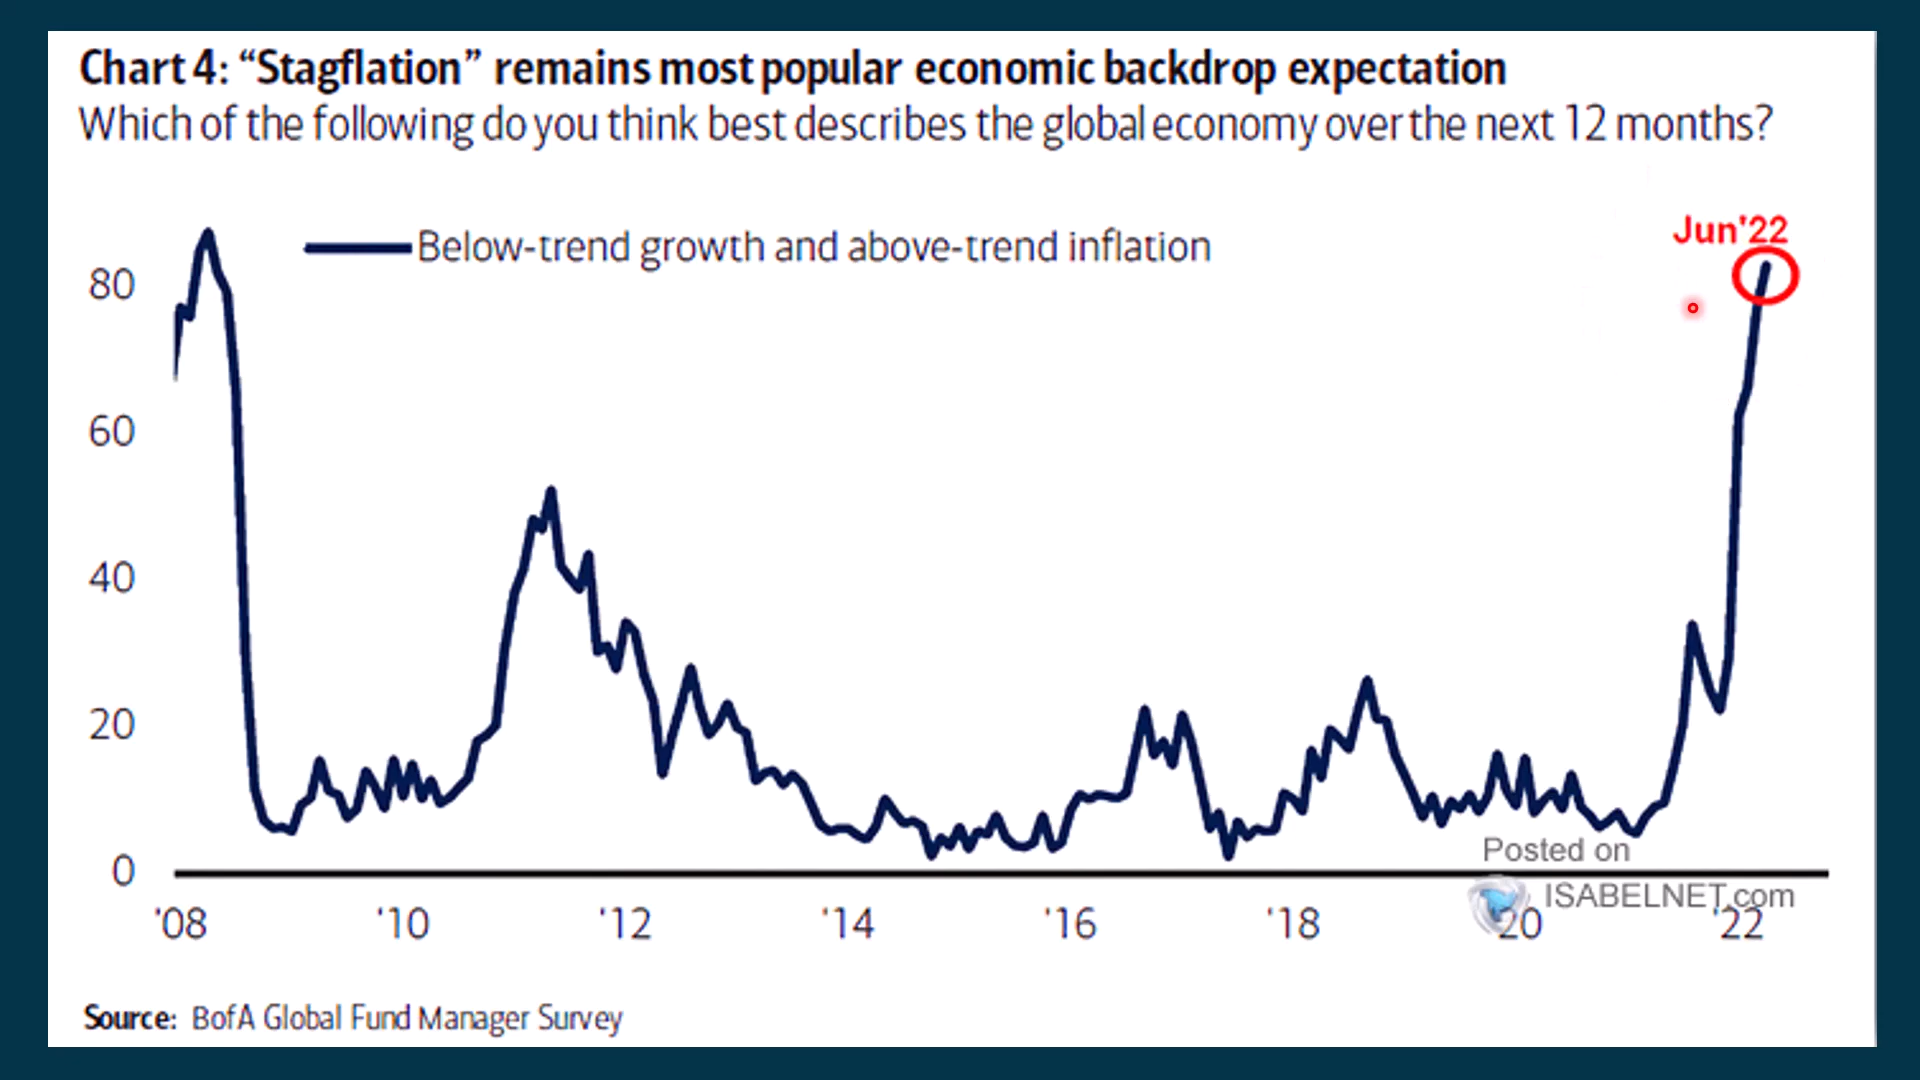 Chart 4: “Stagflation” remains most popular economic backdrop expectation
Which of the following do you think best describes the global economy over the next 12 months?
Below-trend growth and above-trend inflation
Jun'22
80
60
40
20
0
Posted on
ISABELNET.com
'08 '10 '12 '14 '16 '18 '20 '22
Source: BofA Global Fund Manager Survey